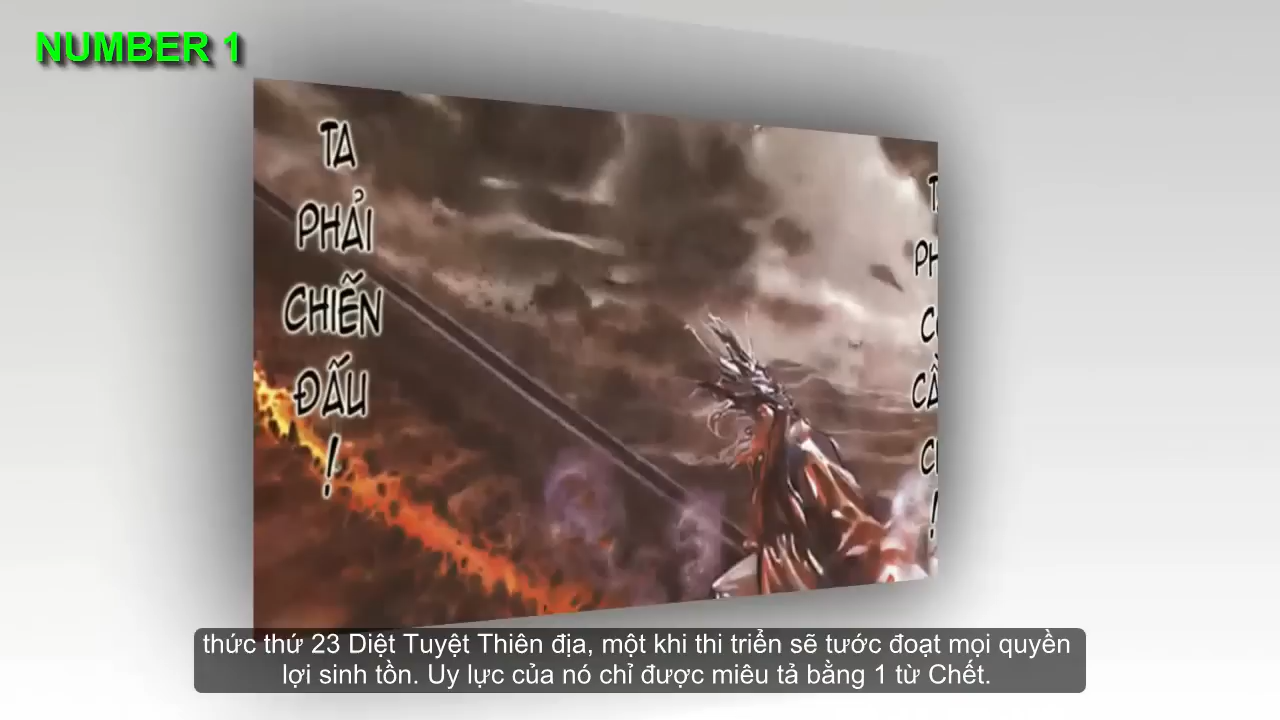 NUMBER 1
TA
PHẢI
CHIẾN
ĐẤU
!
thức thứ 23 Diệt Tuyệt Thiên địa, một khi thi triển sẽ tước đoạt mọi quyền
lợi sinh tồn. Uy lực của nó chỉ được miêu tả bằng 1 từ Chết.